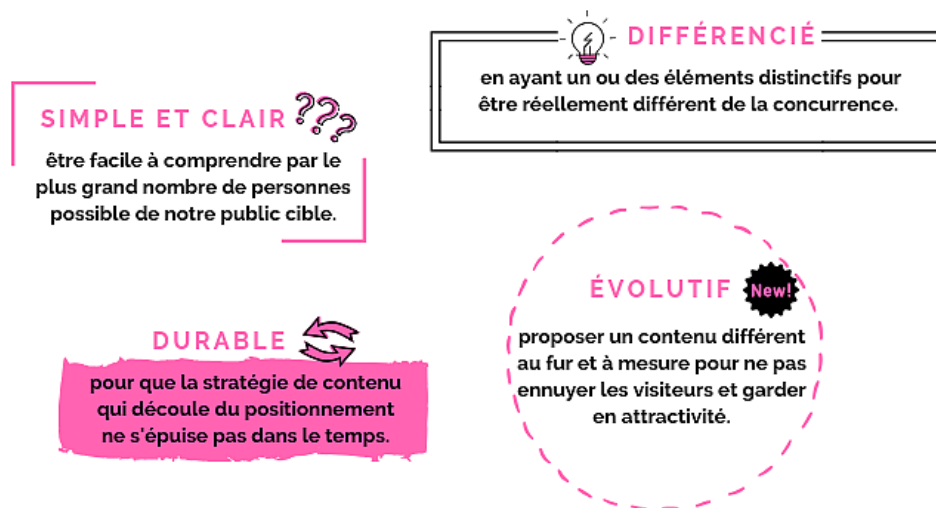 DIFFÉRENCIÉ
en ayant un ou des éléments distinctifs pour
être réellement différent de la concurrence.
SIMPLE ET CLAIR ???
être facile à comprendre par le
plus grand nombre de personnes
possible de notre public cible.
ÉVOLUTIF New!
proposer un contenu différent
au fur et à mesure pour ne pas
ennuyer les visiteurs et garder
en attractivité.
DURABLE
pour que la stratégie de contenu
qui découle du positionnement
ne s'épuise pas dans le temps.